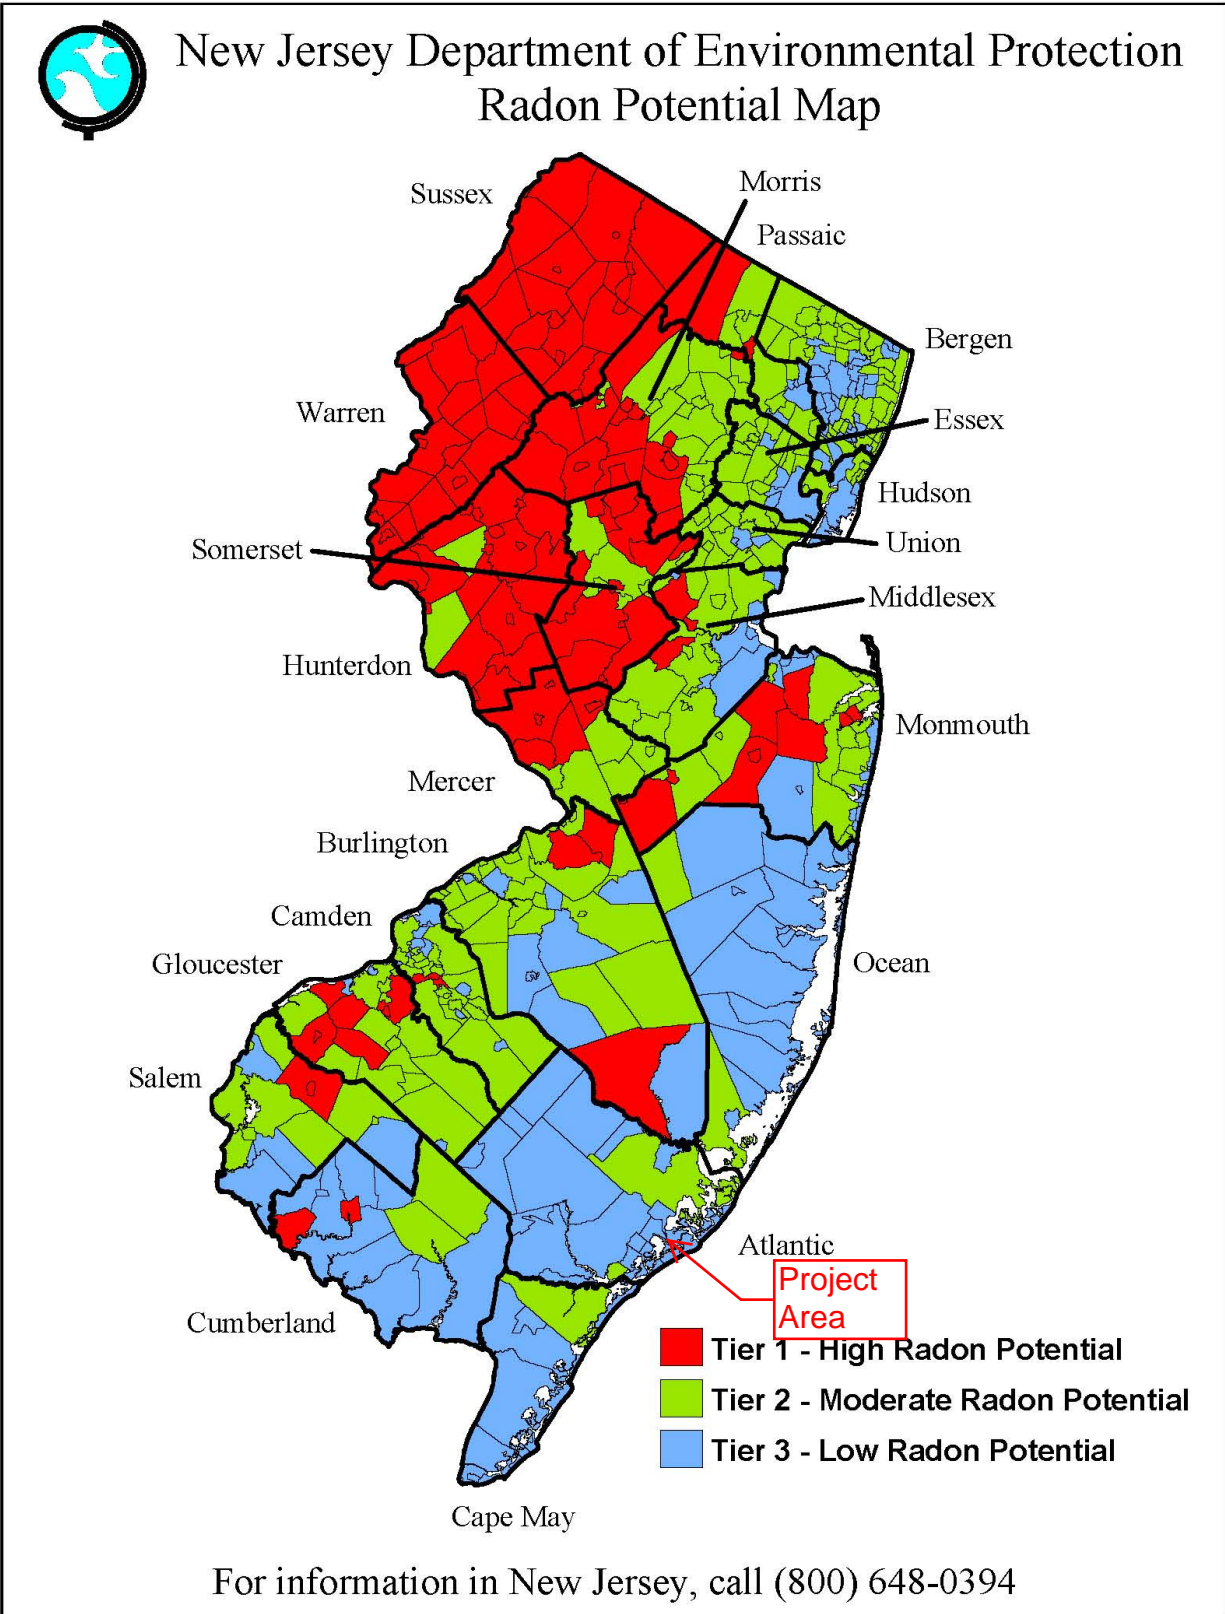 New Jersey Department of Environmental Protection
Radon Potential Map
Sussex
Morris
Passaic
Bergen
Warren
Essex
Hudson
Somerset
Union
Middlesex
Hunterdon
Monmouth
Mercer
Burlington
Camden
Gloucester
Ocean
Salem
Atlantic
Project
Area
Cumberland
Tier 1 - High Radon Potential
Tier 2 - Moderate Radon Potential
Tier 3 - Low Radon Potential
Cape May
For information in New Jersey, call (800) 648-0394